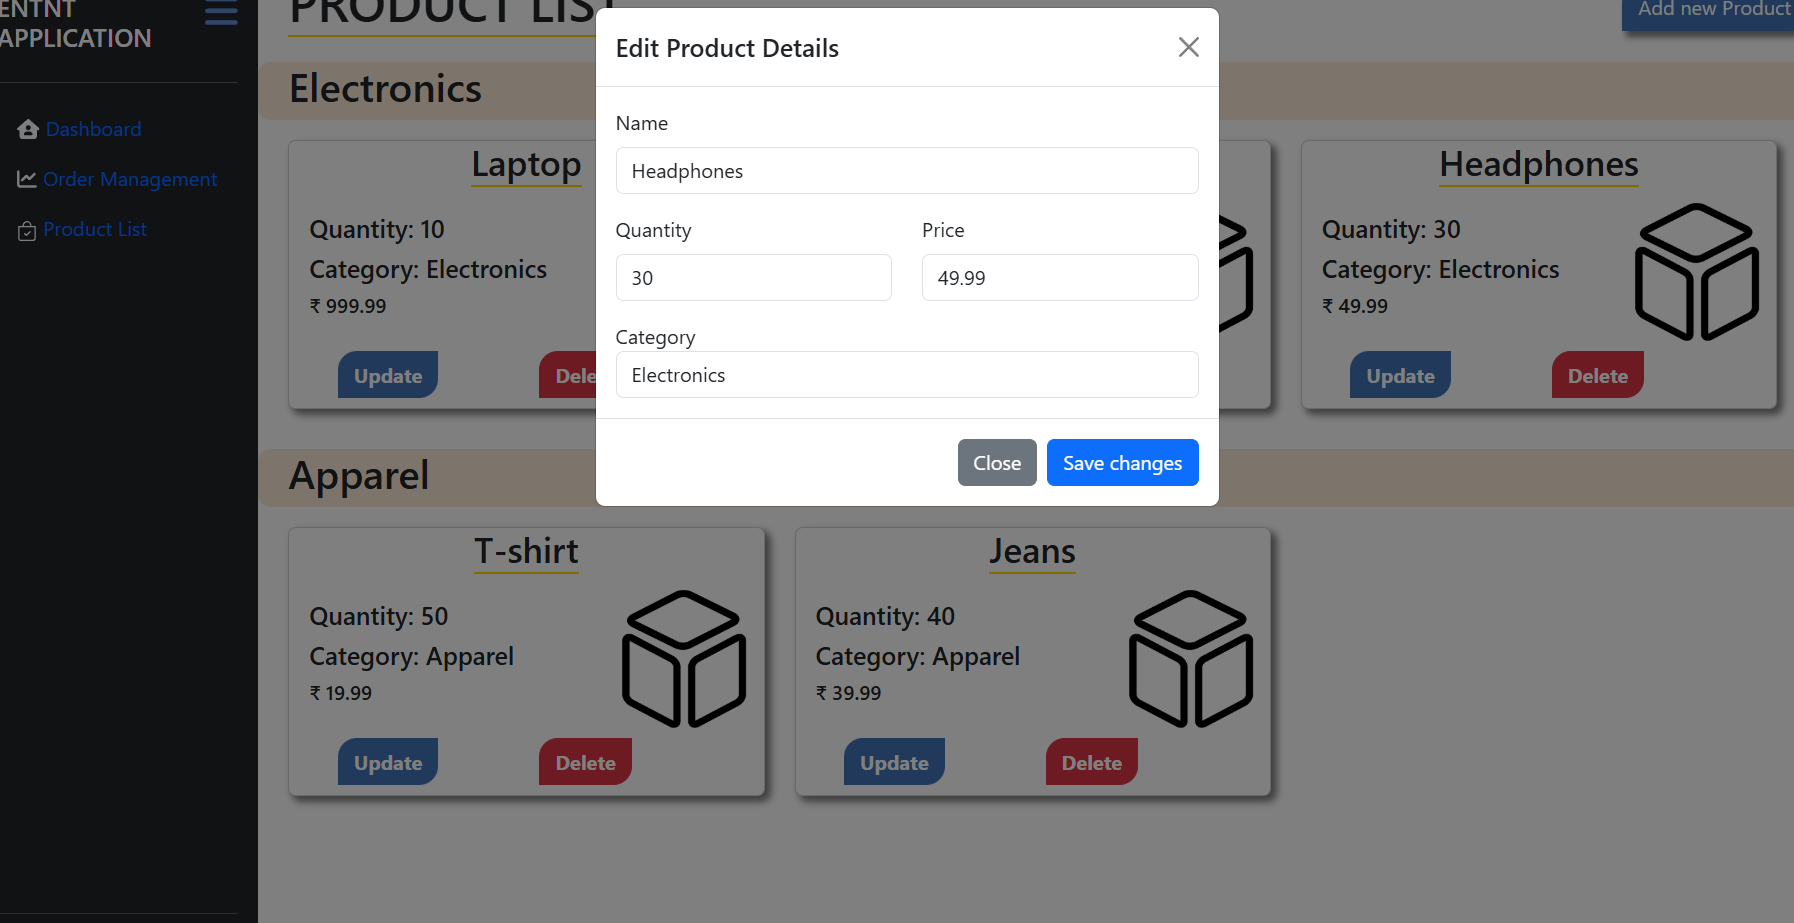 ENTNT
APPLICATION
Dashboard
Order Management
Product List
PRODUCT LIST
Add new Product
Electronics
Laptop
Quantity: 10
Category: Electronics
₹ 999.99
Update
Dele
Headphones
Quantity: 30
Category: Electronics
₹ 49.99
Update
Delete
Edit Product Details
Name
Headphones
Quantity
Price
30
49.99
Category
Electronics
Close
Save changes
Apparel
T-shirt
Quantity: 50
Category: Apparel
₹ 19.99
Update
Delete
Jeans
Quantity: 40
Category: Apparel
₹ 39.99
Update
Delete